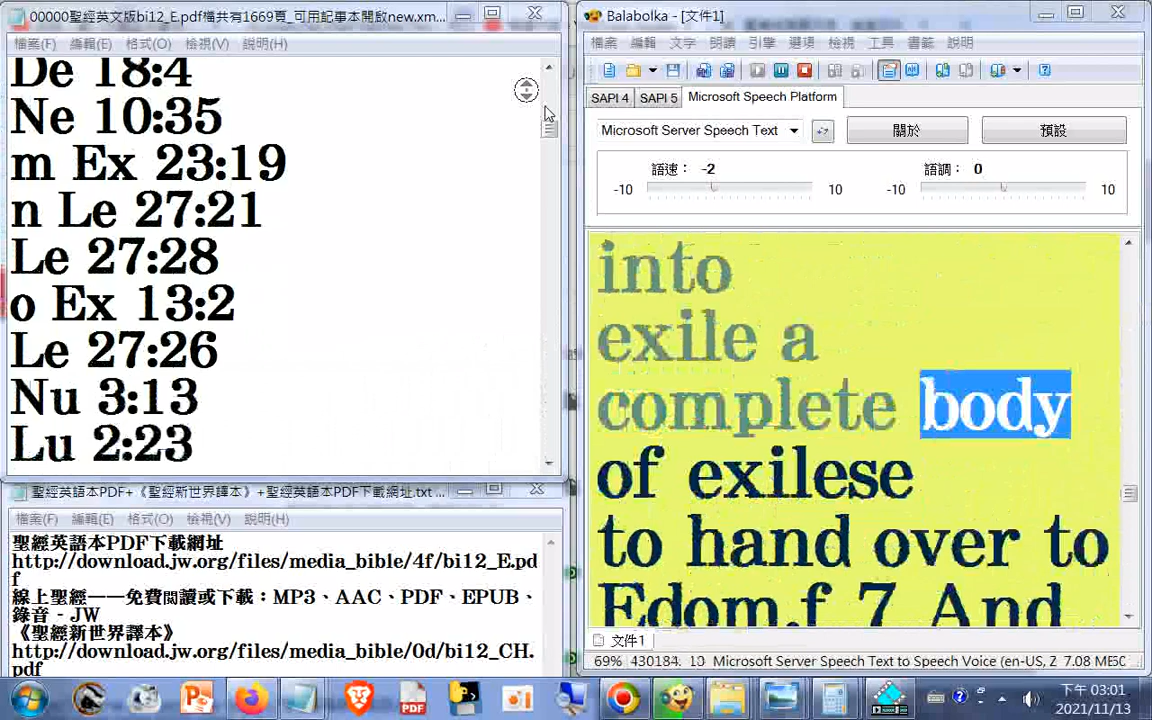 00000聖經英文版bi12_E.pdf檔共有1669頁_可用記事本開啟new.xm...
檔案(F) 編輯(E) 格式(O) 檢視(V) 說明(H)
De 18:4
Ne 10:35
m Ex 23:19
n Le 27:21
Le 27:28
o Ex 13:2
Le 27:26
Nu 3:13
Lu 2:23
聖經英語本PDF+《聖經新世界譯本》+聖經英語本PDF下載網址.txt ...
檔案(F) 編輯(E) 格式(O) 檢視(V) 說明(H)
聖經英語本PDF下載網址
http://download.jw.org/files/media_bible/4f/bi12_E.pd
f
線上聖經——免費閱讀或下載：MP3、AAC、PDF、EPUB、
錄音 - JW
《聖經新世界譯本》
http://download.jw.org/files/media_bible/0d/bi12_CH.
pdf
Balabolka - [文件1]
檔案 編輯 文字 朗讀 引擎 選項 檢視 工具 書籤 說明
SAPI 4 SAPI 5 Microsoft Speech Platform
Microsoft Server Speech Text 關於 預設
語速： -2 語調： 0
-10 10 -10 10
into
exile a
complete body
of exilese
to hand over to
Edom.f 7 And
文件1
69% 430184. 10 Microsoft Server Speech Text to Speech Voice (en-US, Z 7.08 ME50
PDF
下午 03:01
2021/11/13